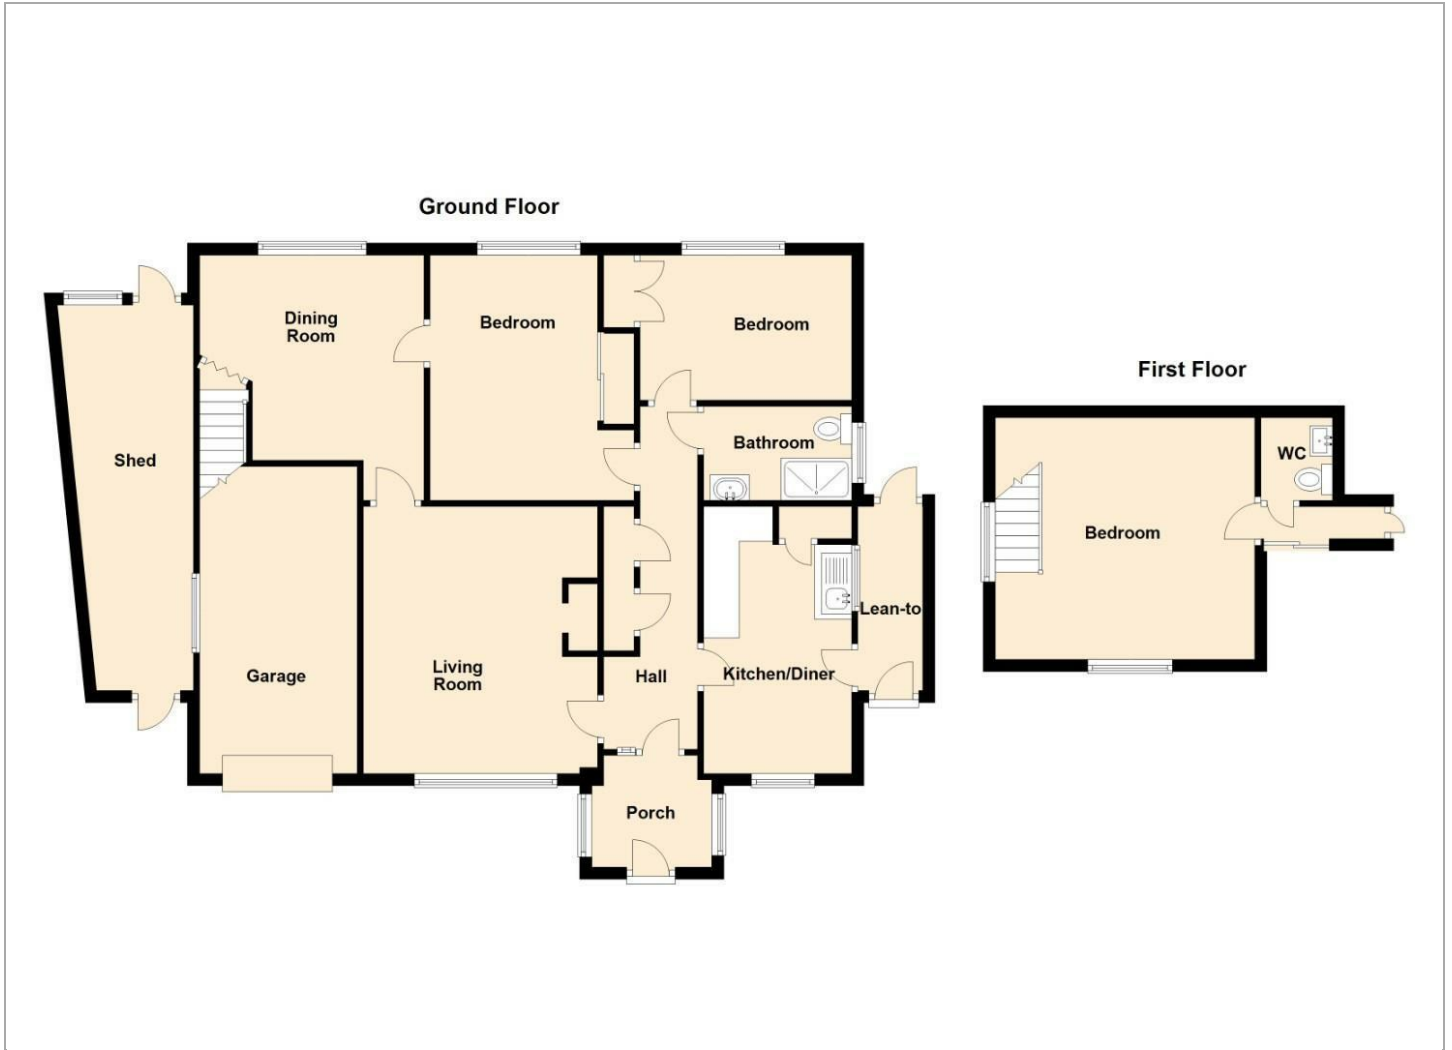 Ground Floor
Dining
Room
Bedroom
Bedroom
First Floor
Shed
Bathroom
WC
Bedroom
Lean-to
Garage
Living
Room
Hall
Kitchen/Diner
Porch